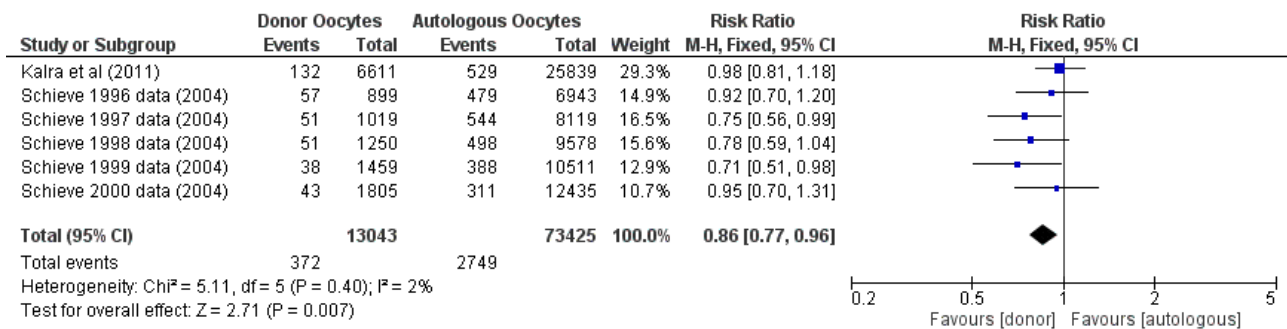 Donor Oocytes Autologous Oocytes Risk Ratio Risk Ratio
Study or Subgroup Events Total Events Total Weight M-H, Fixed, 95% CI M-H, Fixed, 95% CI
Kalra et al (2011) 132 6611 529 25839 29.3% 0.98 [0.81, 1.18]
Schieve 1996 data (2004) 57 899 479 6943 14.9% 0.92 [0.70, 1.20]
Schieve 1997 data (2004) 51 1019 544 8119 16.5% 0.75 [0.56, 0.99]
Schieve 1998 data (2004) 51 1250 498 9578 15.6% 0.78 [0.59, 1.04]
Schieve 1999 data (2004) 38 1459 388 10511 12.9% 0.71 [0.51, 0.98]
Schieve 2000 data (2004) 43 1805 311 12435 10.7% 0.95 [0.70, 1.31]
Total (95% CI) 13043 73425 100.0% 0.86 [0.77, 0.96]
Total events 372 2749
Heterogeneity: Chi² = 5.11, df = 5 (P = 0.40); I² = 2%
Test for overall effect: Z = 2.71 (P = 0.007)
0.2 0.5 1 2 5
Favours [donor] Favours [autologous]